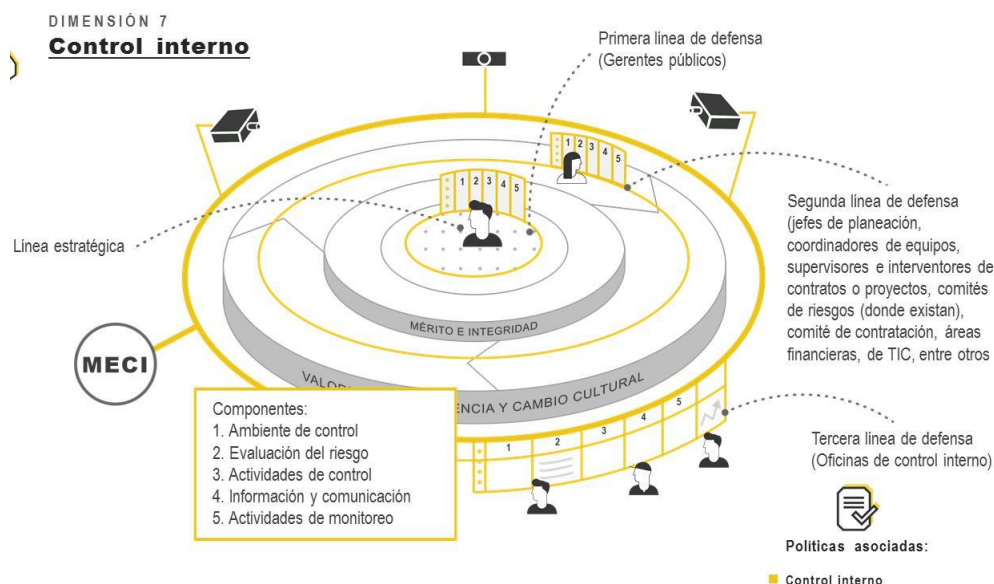 DIMENSIÓN 7
Control interno
Primera línea de defensa
(Gerentes públicos)
1 2 3 4 5
1 2 3 4 5
Línea estratégica
Segunda línea de defensa
(jefes de planeación,
coordinadores de equipos,
supervisores e interventores de
contratos o proyectos, comités
de riesgos (donde existan),
comité de contratación, áreas
financieras, de TIC, entre otros
MÉRITO E INTEGRIDAD
MECI
ENCIA Y CAMBIO CULTURAL
Componentes:
1. Ambiente de control
2. Evaluación del riesgo
3. Actividades de control
4. Información y comunicación
5. Actividades de monitoreo
1 2 3 4 5
Tercera línea de defensa
(Oficinas de control interno)
Políticas asociadas:
Control interno